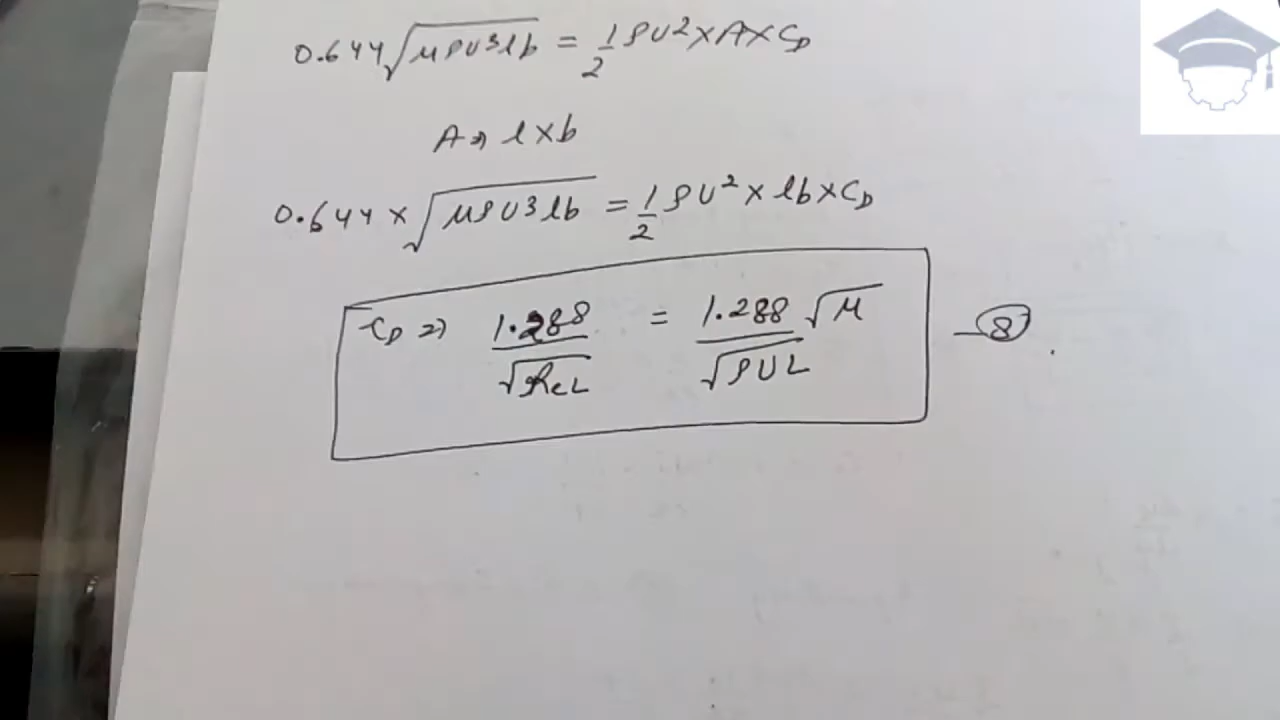 0.644√μρU³lb = 1/2 ρU² × A × C_D
A ⇒ l × b
0.644 × √μρU³lb = 1/2 ρU² × lb × C_D
C_D ⇒ 1.288/√ReL = 1.288√μ/√ρUL — 8